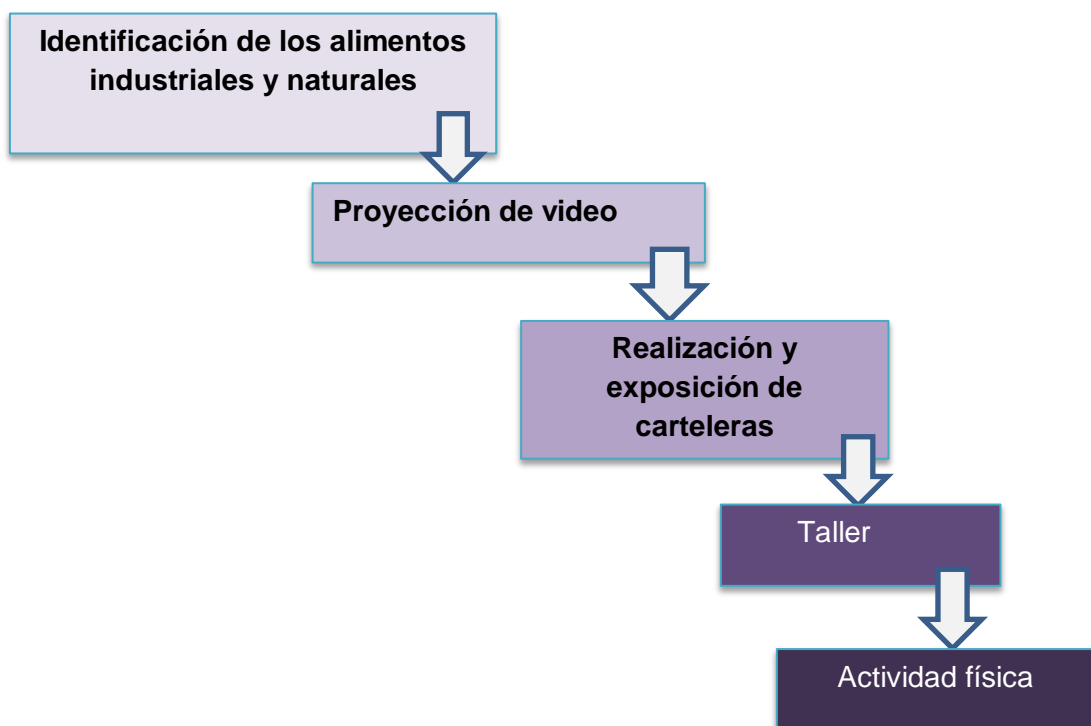 Identificación de los alimentos
industriales y naturales
Proyección de video
Realización y
exposición de
carteleras
Taller
Actividad física